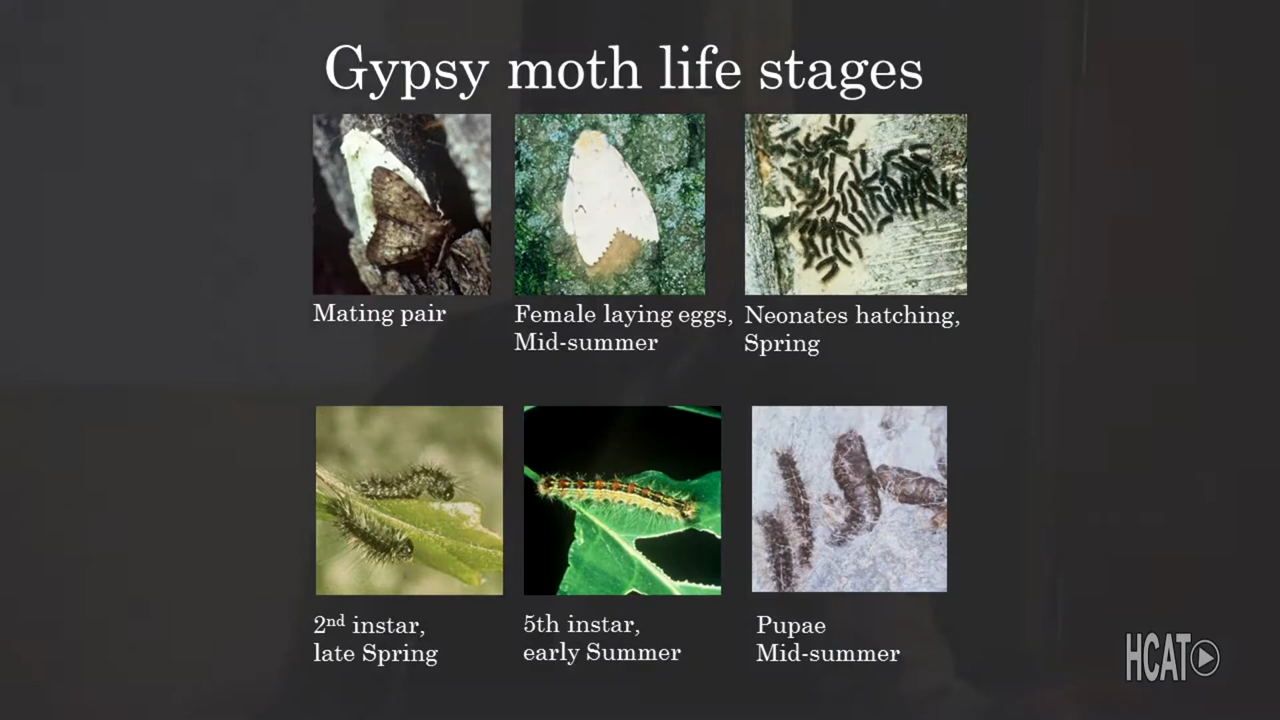 Gypsy moth life stages
Mating pair
Female laying eggs,
Mid-summer
Neonates hatching,
Spring
2nd instar,
late Spring
5th instar,
early Summer
Pupae
Mid-summer
HCAT